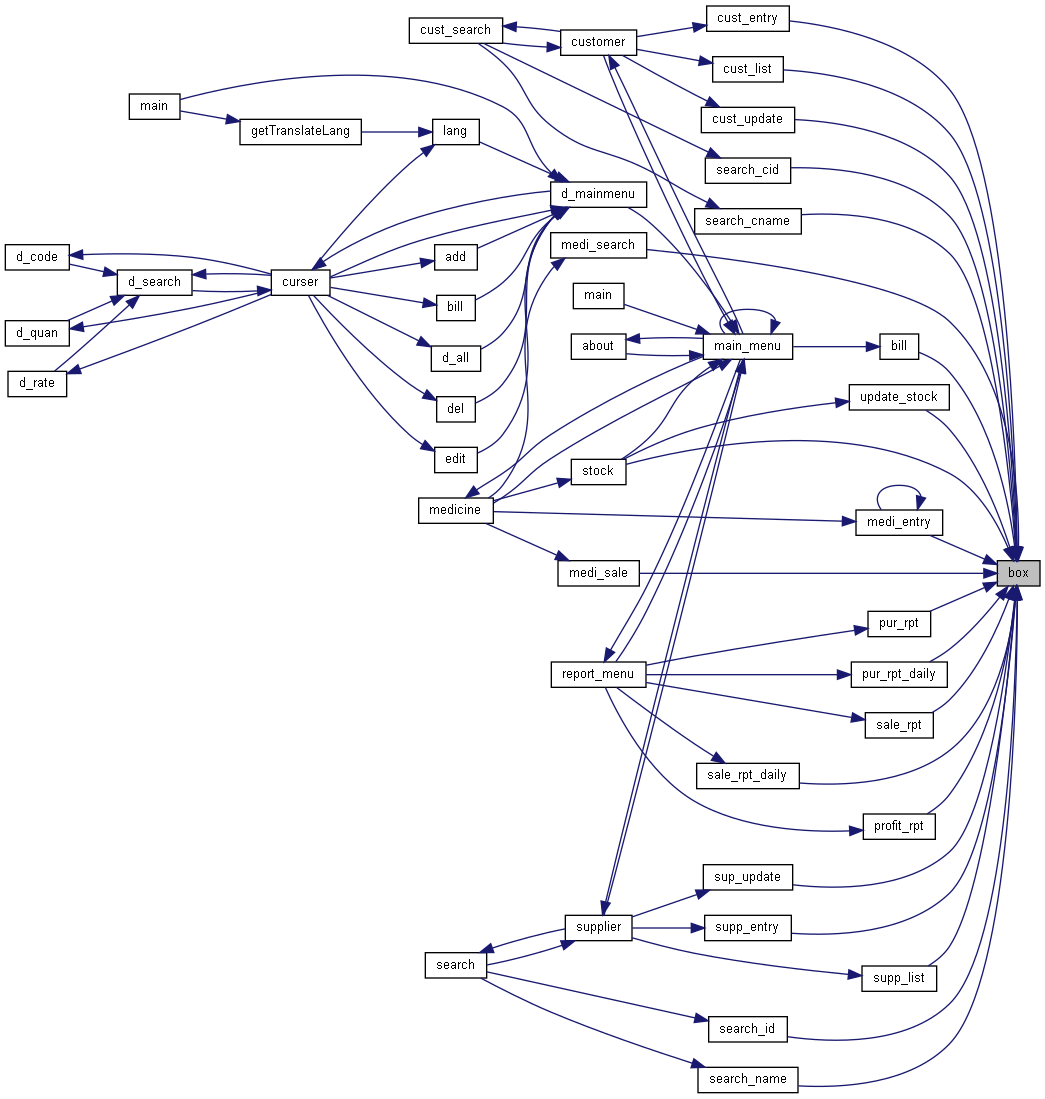 cust_entry
cust_search
customer
cust_list
main
getTranslateLang
lang
cust_update
search_cid
d_mainmenu
search_cname
d_code
d_search
curser
add
medi_search
main
bill
d_quan
about
main_menu
bill
d_all
d_rate
update_stock
del
edit
stock
medicine
medi_entry
medi_sale
box
pur_rpt
report_menu
pur_rpt_daily
sale_rpt
sale_rpt_daily
profit_rpt
sup_update
supplier
supp_entry
search
supp_list
search_id
search_name